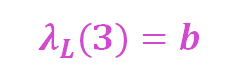 λ_L(3) = b